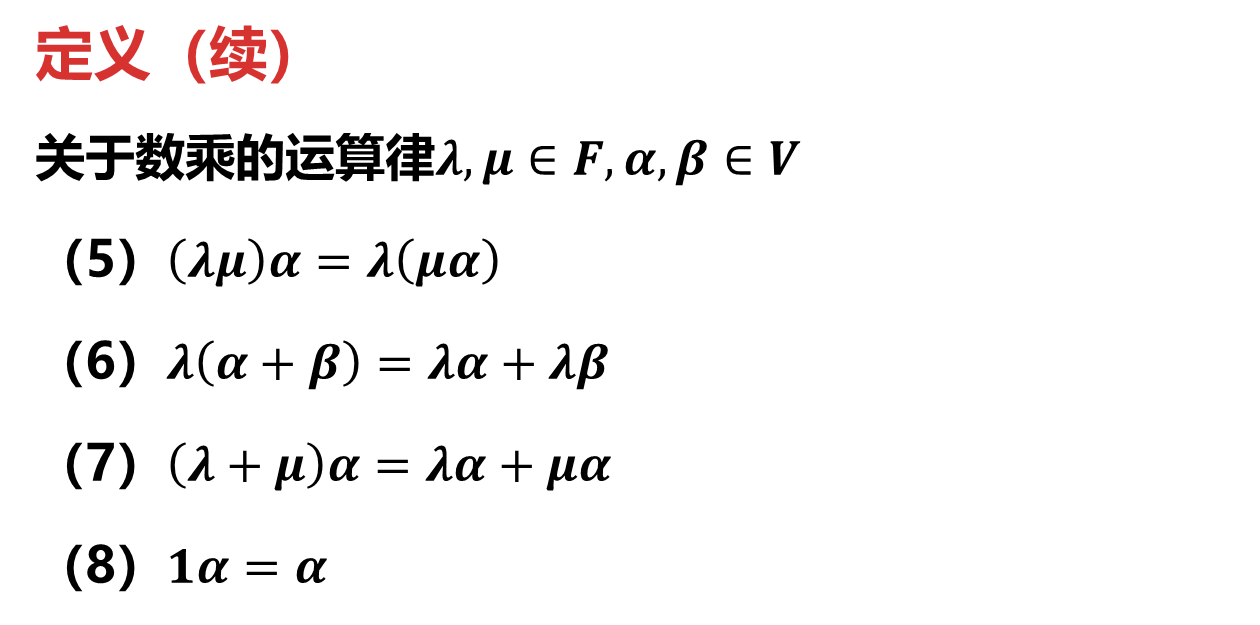 定义（续）
关于数乘的运算律λ, μ ∈ F, α, β ∈ V
（5）(λμ)α = λ(μα)
（6）λ(α + β) = λα + λβ
（7）(λ + μ)α = λα + μα
（8）1α = α